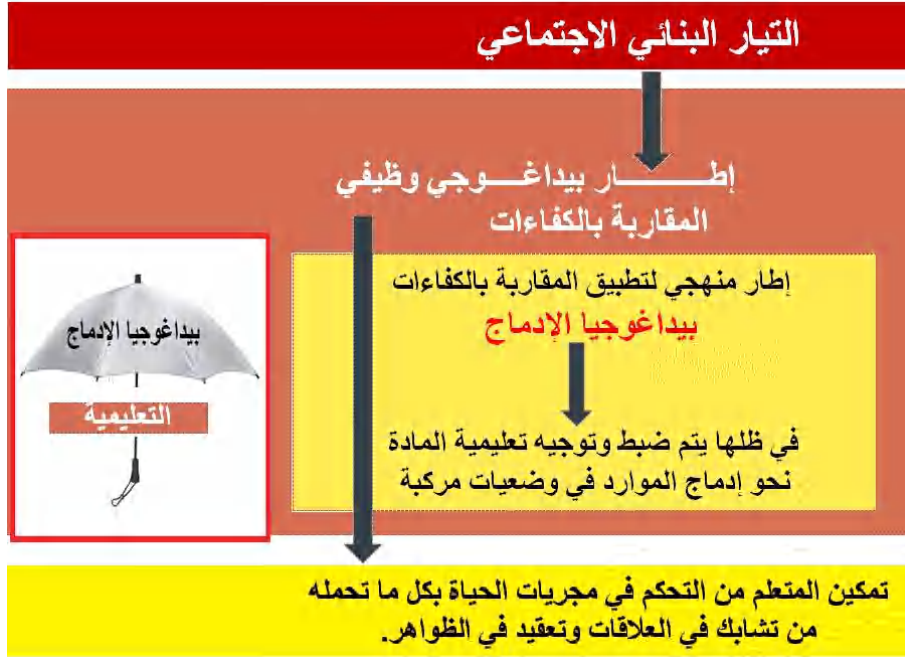 التيار البنائي الاجتماعي
إطـــــــــار بيداغـــوجي وظيفي
المقاربة بالكفاءات
إطار منهجي لتطبيق المقاربة بالكفاءات
بيداغوجيا الإدماج
في ظلها يتم ضبط وتوجيه تعليمية المادة
نحو إدماج الموارد في وضعيات مركبة
بيداغوجيا الإدماج
التعليمية
تمكين المتعلم من التحكم في مجريات الحياة بكل ما تحمله
من تشابك في العلاقات وتعقيد في الظواهر.